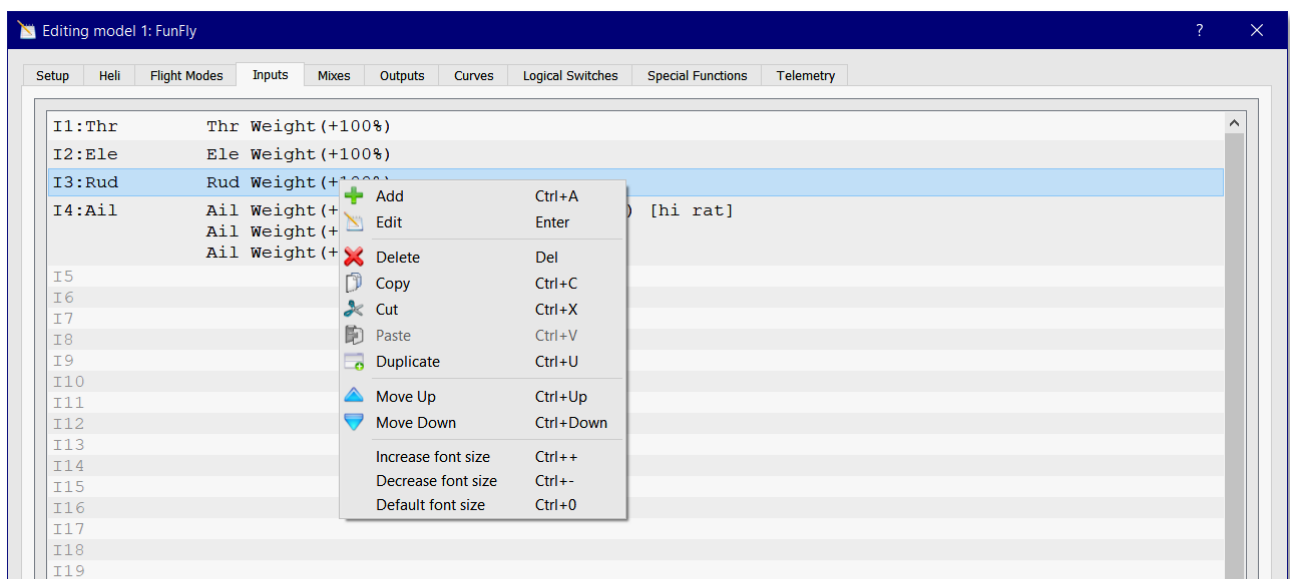 Editing model 1: FunFly ?
Setup Heli Flight Modes Inputs Mixes Outputs Curves Logical Switches Special Functions Telemetry
I1:Thr Thr Weight(+100%)
I2:Ele Ele Weight(+100%)
I3:Rud Rud Weight(+100%)
I4:Ail Ail Weight(+ ) [hi rat]
Ail Weight(+
Ail Weight(+
I5
I6
I7
I8
I9
I10
I11
I12
I13
I14
I15
I16
I17
I18
I19
Add Ctrl+A
Edit Enter
Delete Del
Copy Ctrl+C
Cut Ctrl+X
Paste Ctrl+V
Duplicate Ctrl+U
Move Up Ctrl+Up
Move Down Ctrl+Down
Increase font size Ctrl++
Decrease font size Ctrl+-
Default font size Ctrl+0